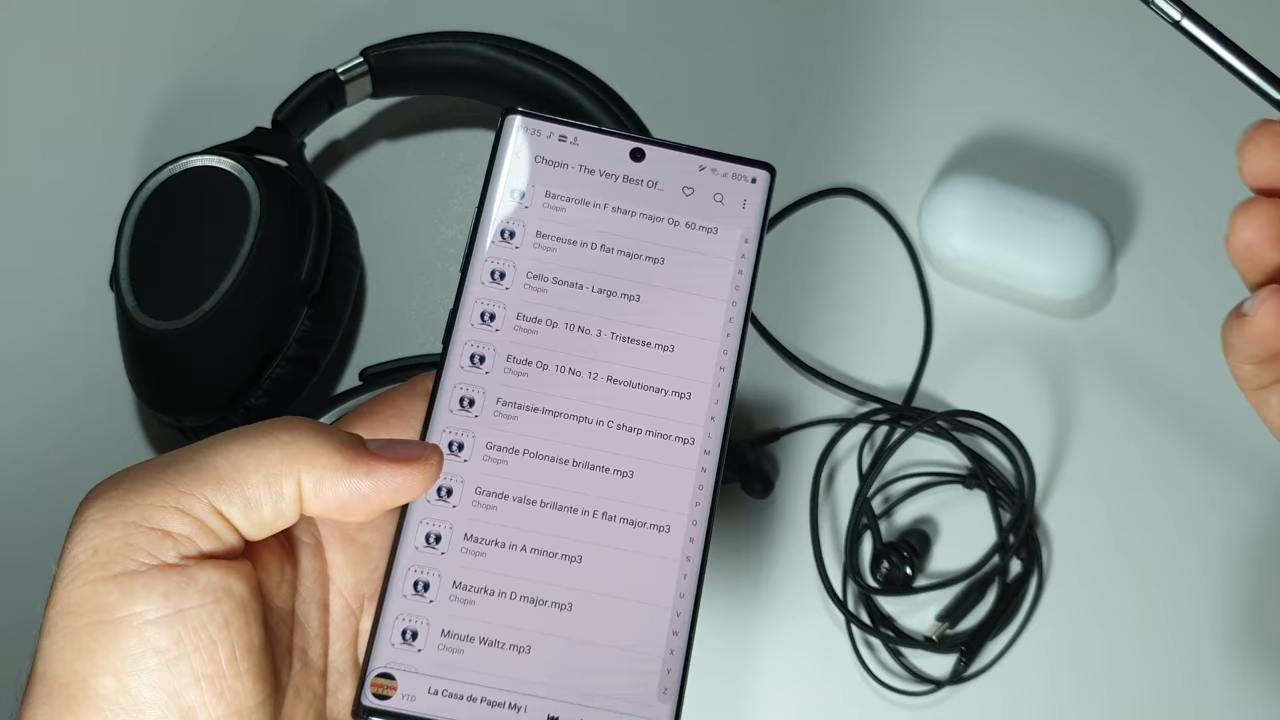 09:35
80%
Chopin - The Very Best Of...
Barcarolle in F sharp major Op. 60.mp3
Chopin
Berceuse in D flat major.mp3
Chopin
Cello Sonata - Largo.mp3
Chopin
Etude Op. 10 No. 3 - Tristesse.mp3
Chopin
Etude Op. 10 No. 12 - Revolutionary.mp3
Chopin
Fantaisie-Impromptu in C sharp minor.mp3
Chopin
Grande Polonaise brillante.mp3
Chopin
Grande valse brillante in E flat major.mp3
Chopin
Mazurka in A minor.mp3
Chopin
Mazurka in D major.mp3
Chopin
Minute Waltz.mp3
Chopin
La Casa de Papel My
YTD
&
A
B
C
D
E
F
G
H
I
J
K
L
M
N
O
P
Q
R
S
T
U
V
W
X
Y
Z